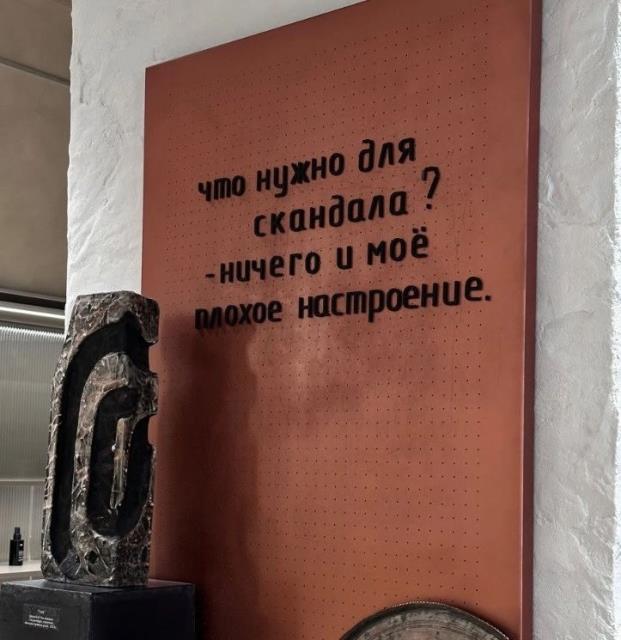 что нужно для
скандала ?
-ничего и моё
плохое настроение.